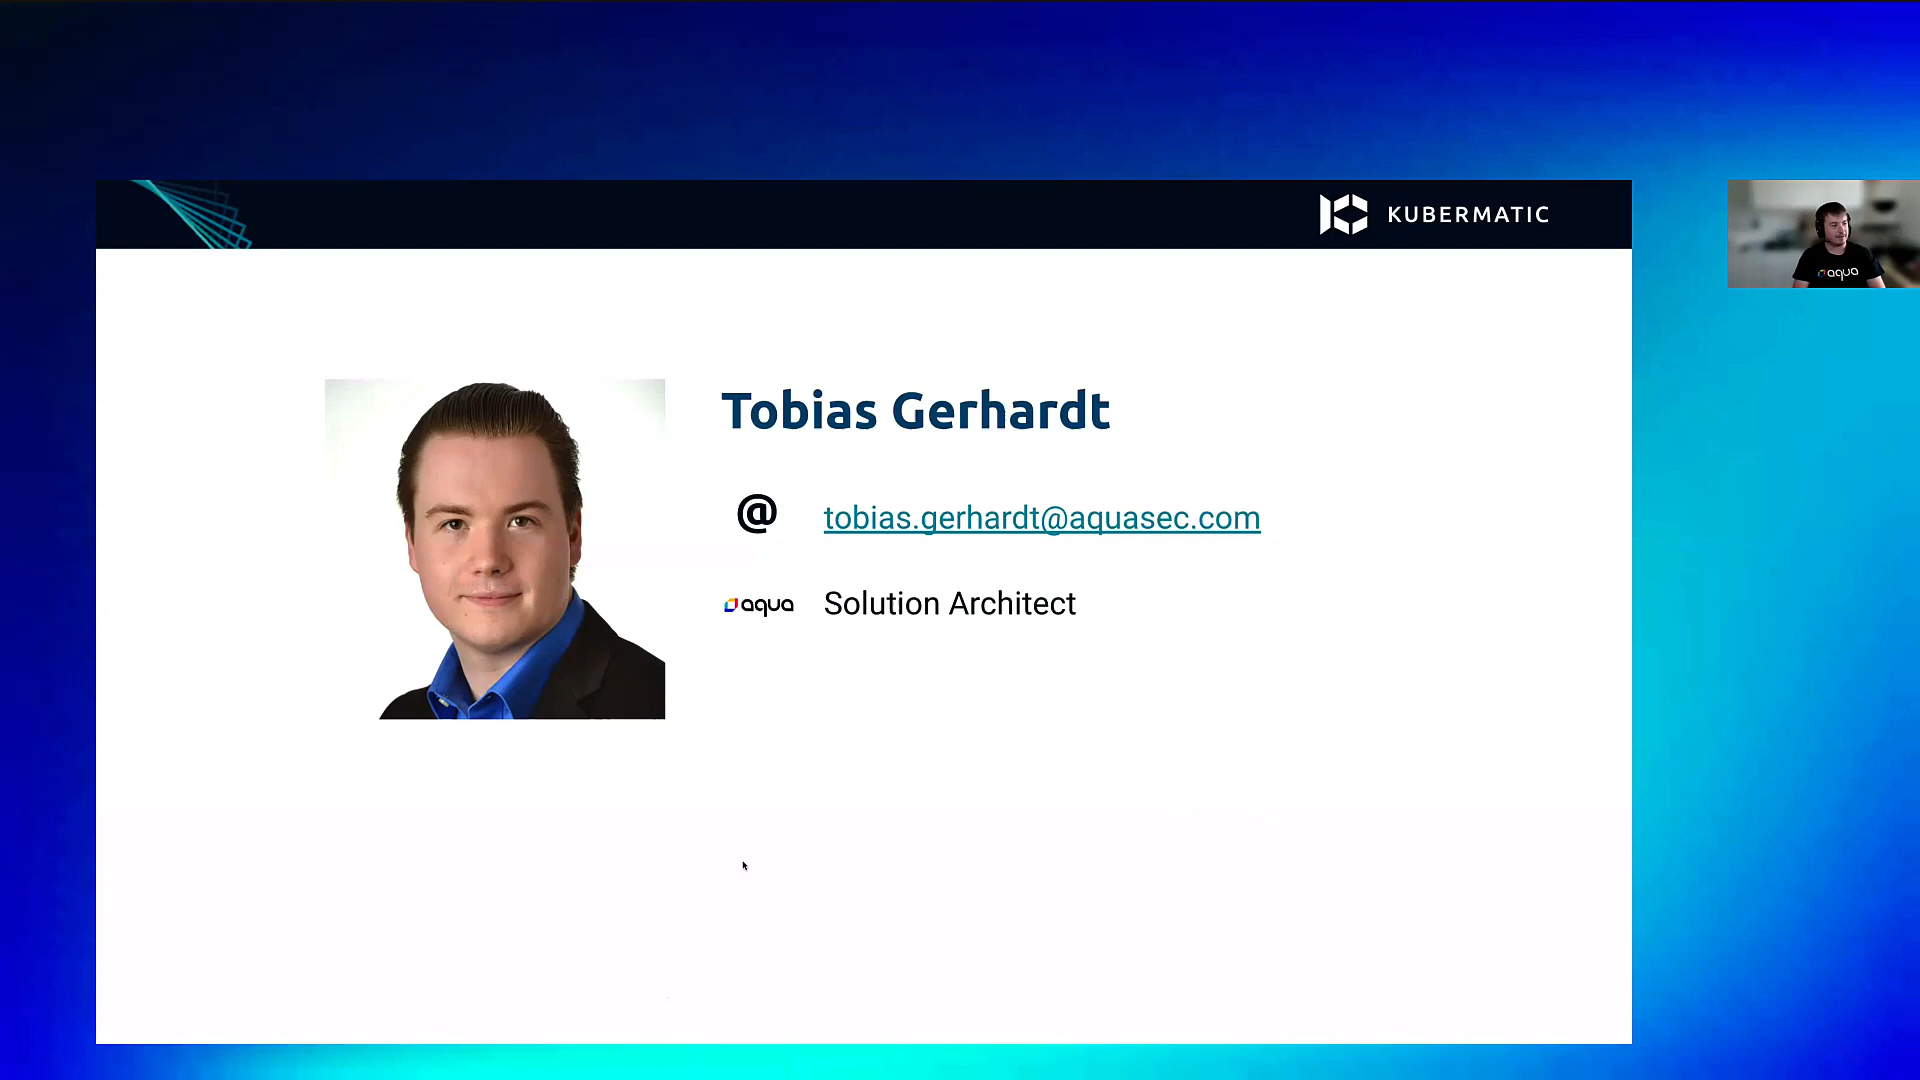 KUBERMATIC
Tobias Gerhardt
@ tobias.gerhardt@aquasec.com
aqua Solution Architect
aqua